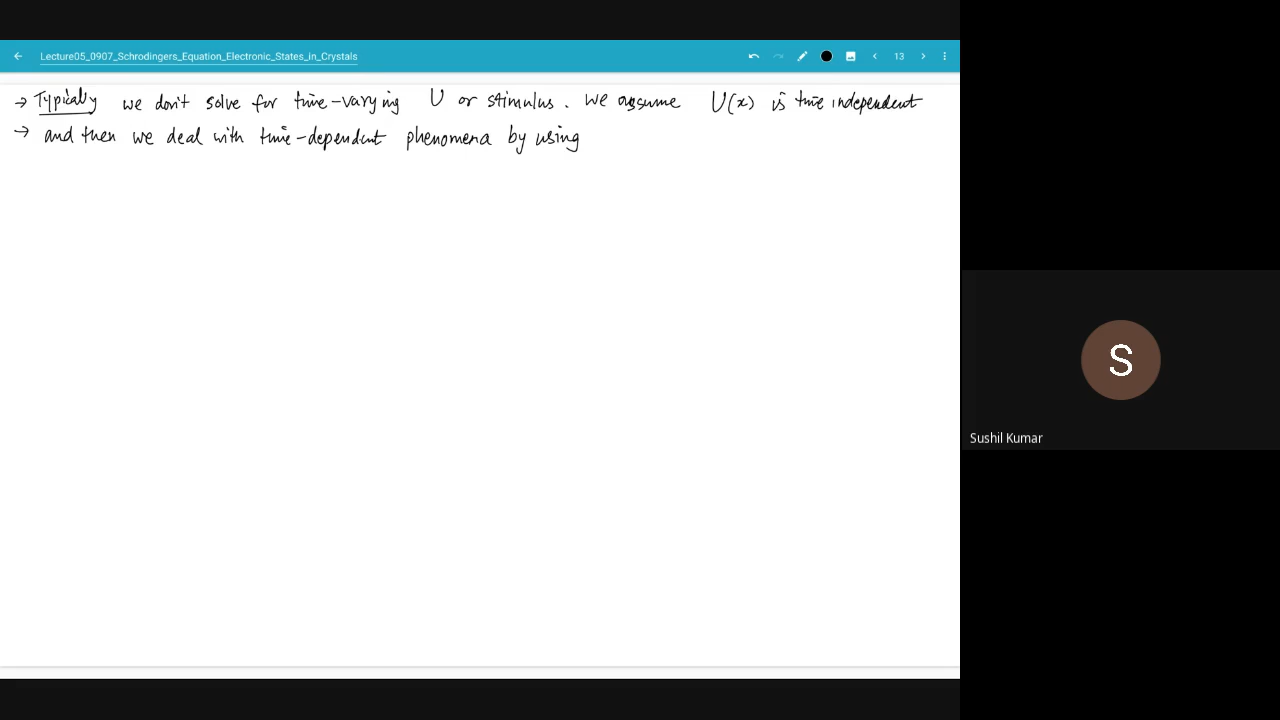 Lecture05_0907_Schrodingers_Equation_Electronic_States_in_Crystals
13
→ Typically we don't solve for time-varying U or stimulus. We assume U(x) is time independent
→ and then we deal with time-dependent phenomena by using
S
Sushil Kumar